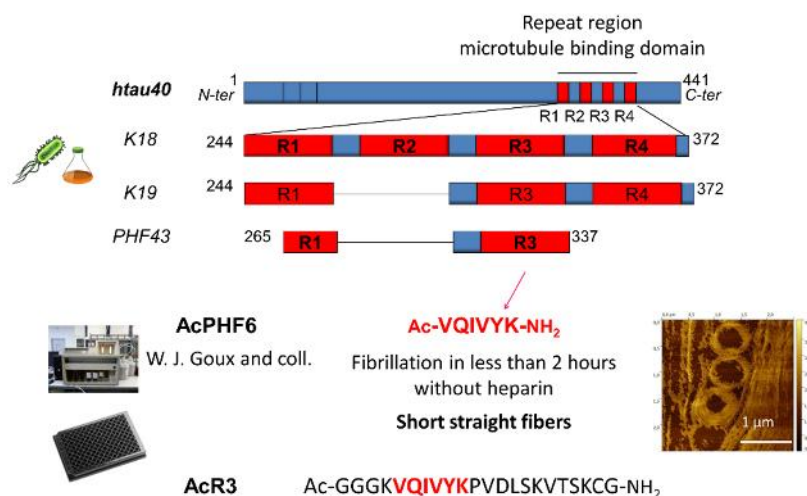 Repeat region
microtubule binding domain
1
441
htau40
N-ter
C-ter
R1 R2 R3 R4
K18
244
R1
R2
R3
R4
372
K19
244
R1
R3
R4
372
PHF43
265
R1
R3
337
AcPHF6
W. J. Goux and coll.
Ac-VQIVYK-NH2
Fibrillation in less than 2 hours
without heparin
Short straight fibers
1 µm
AcR3
Ac-GGGKVQIVYKPVDLSKVTSKCG-NH2